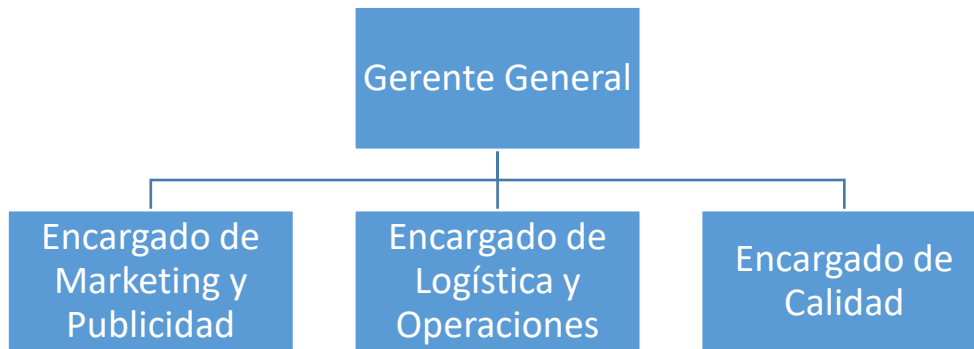 Gerente General
Encargado de
Marketing y
Publicidad
Encargado de
Logística y
Operaciones
Encargado de
Calidad